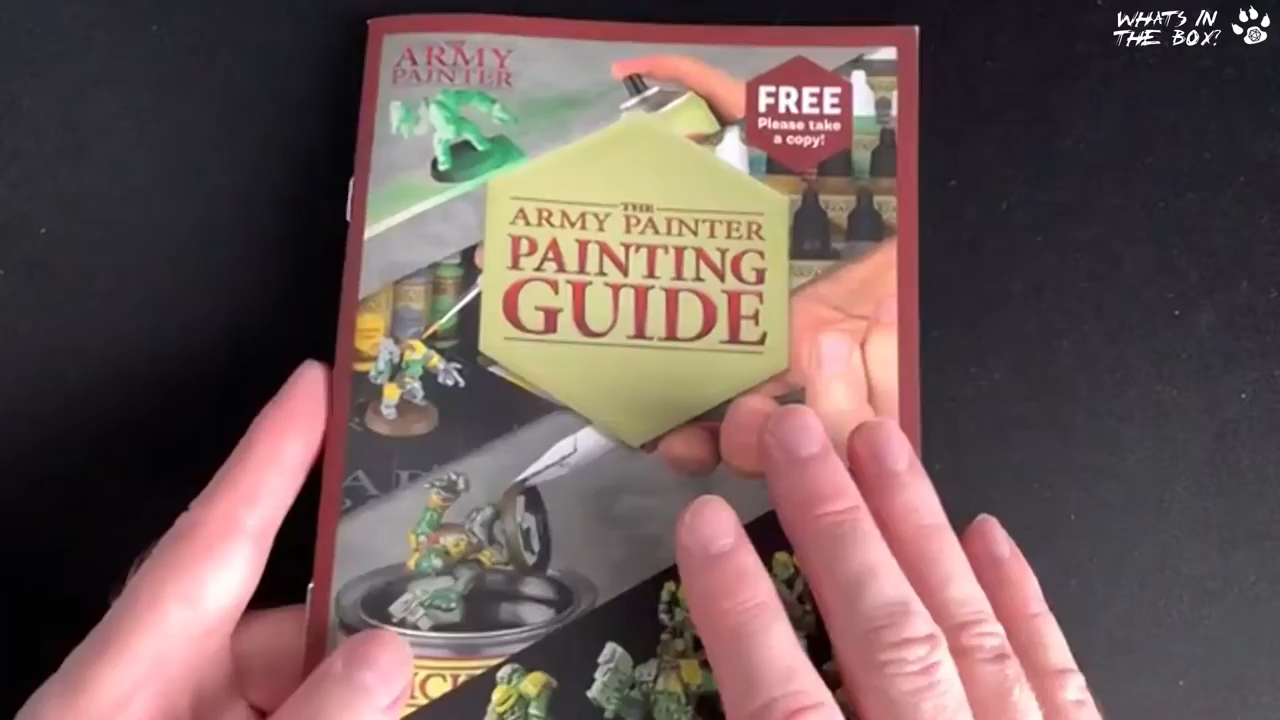 WHATS IN
THE BOX?
THE
ARMY
PAINTER
FREE
Please take
a copy!
THE
ARMY PAINTER
PAINTING
GUIDE